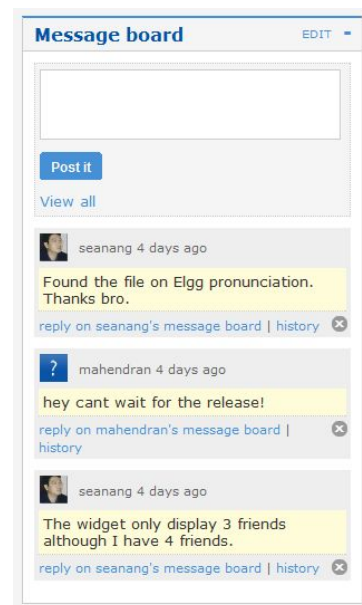 Message board EDIT -
Post it
View all
seanang 4 days ago
Found the file on Elgg pronunciation.
Thanks bro.
reply on seanang's message board | history
? mahendran 4 days ago
hey cant wait for the release!
reply on mahendran's message board |
history
seanang 4 days ago
The widget only display 3 friends
although I have 4 friends.
reply on seanang's message board | history